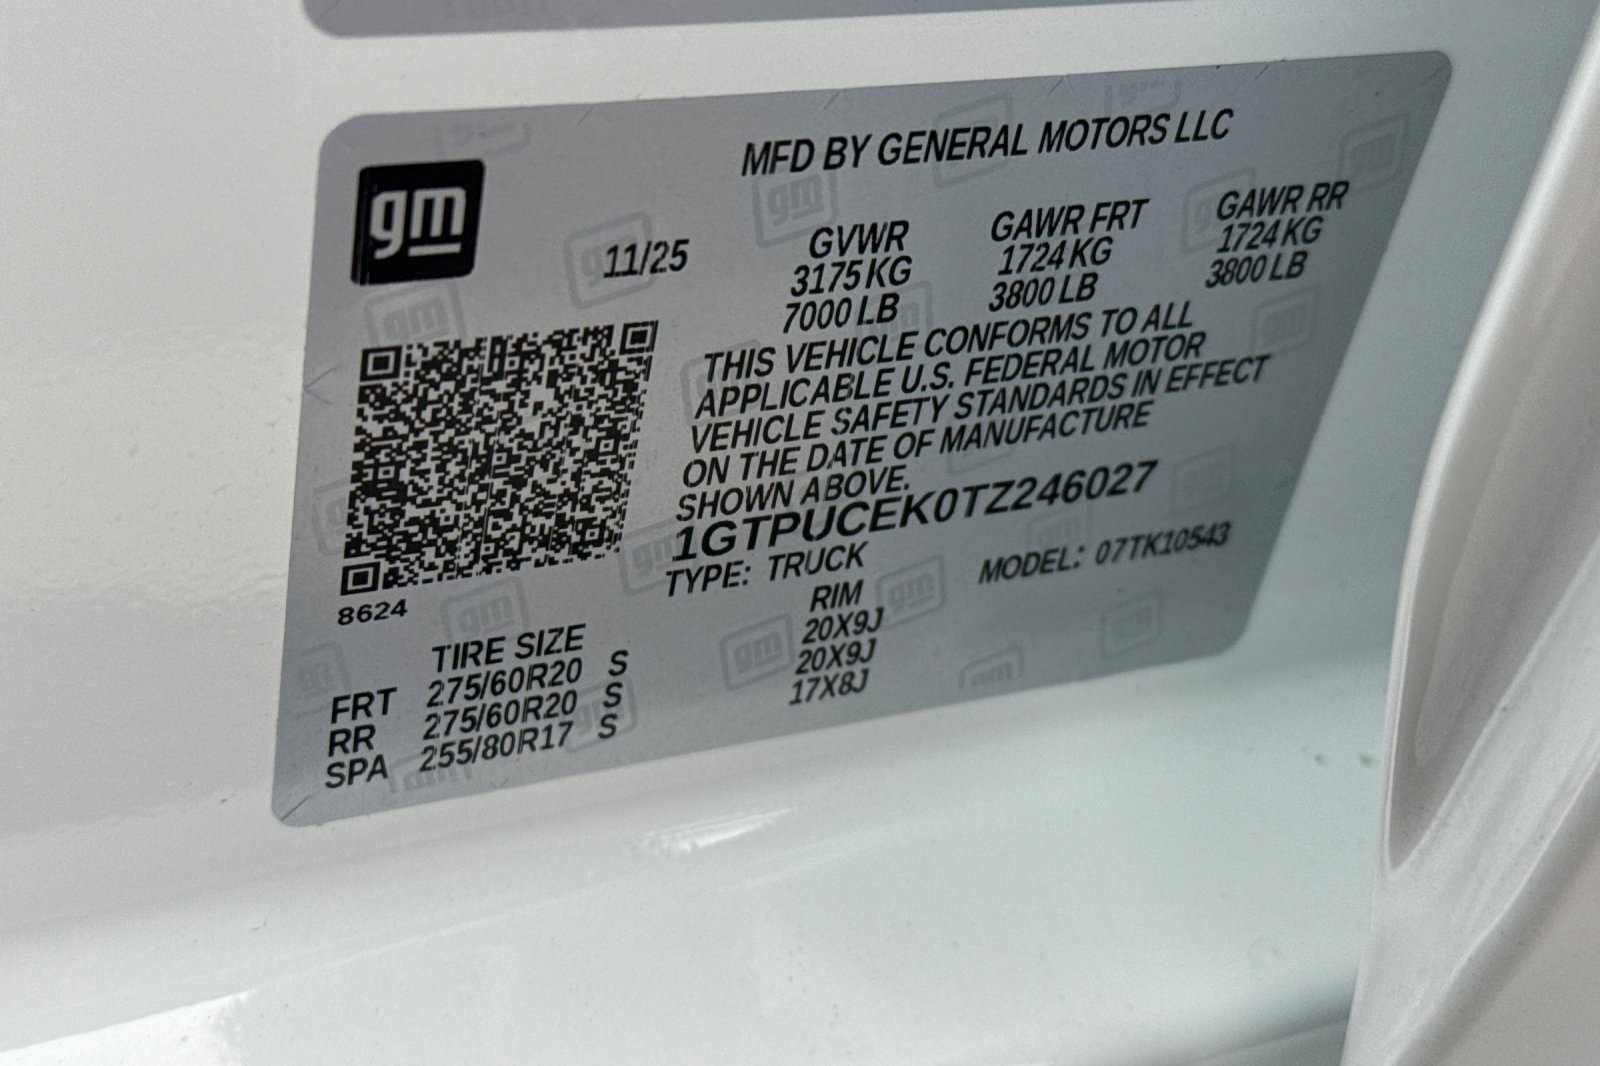 gm
MFD BY GENERAL MOTORS LLC
11/25
GVWR GAWR FRT GAWR RR
3175 KG 1724 KG 1724 KG
7000 LB 3800 LB 3800 LB
THIS VEHICLE CONFORMS TO ALL
APPLICABLE U.S. FEDERAL MOTOR
VEHICLE SAFETY STANDARDS IN EFFECT
ON THE DATE OF MANUFACTURE
SHOWN ABOVE.
1GTPUCEK0TZ246027
TYPE: TRUCK MODEL: 07TK10543
8624
TIRE SIZE RIM
FRT 275/60R20 S 20X9J
RR 275/60R20 S 20X9J
SPA 255/80R17 S 17X8J